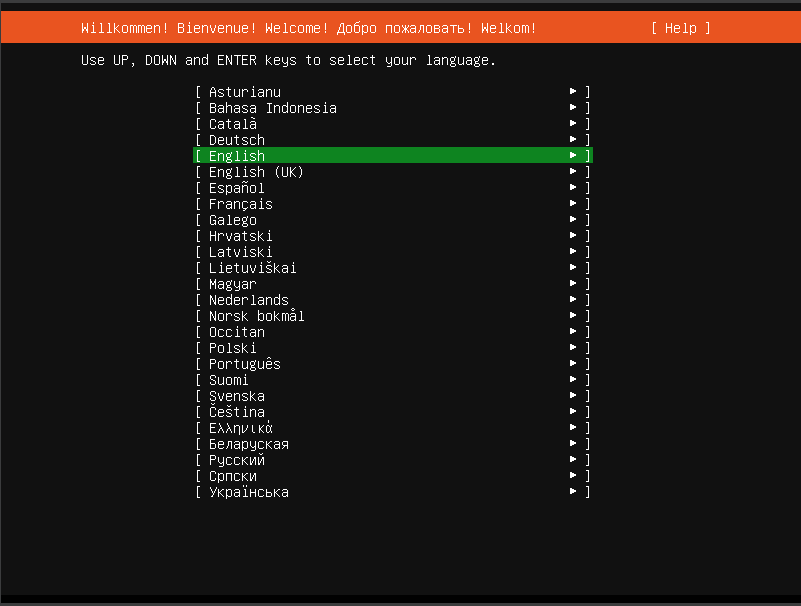 Willkommen! Bienvenue! Welcome! Добро пожаловать! Welkom! [ Help ]
Use UP, DOWN and ENTER keys to select your language.
[ Asturianu ► ]
[ Bahasa Indonesia ► ]
[ Català ► ]
[ Deutsch ► ]
[ English ► ]
[ English (UK) ► ]
[ Español ► ]
[ Français ► ]
[ Galego ► ]
[ Hrvatski ► ]
[ Latviski ► ]
[ Lietuviškai ► ]
[ Magyar ► ]
[ Nederlands ► ]
[ Norsk bokmål ► ]
[ Occitan ► ]
[ Polski ► ]
[ Português ► ]
[ Suomi ► ]
[ Svenska ► ]
[ Čeština ► ]
[ Ελληνικά ► ]
[ Беларуская ► ]
[ Русский ► ]
[ Српски ► ]
[ Українська ► ]